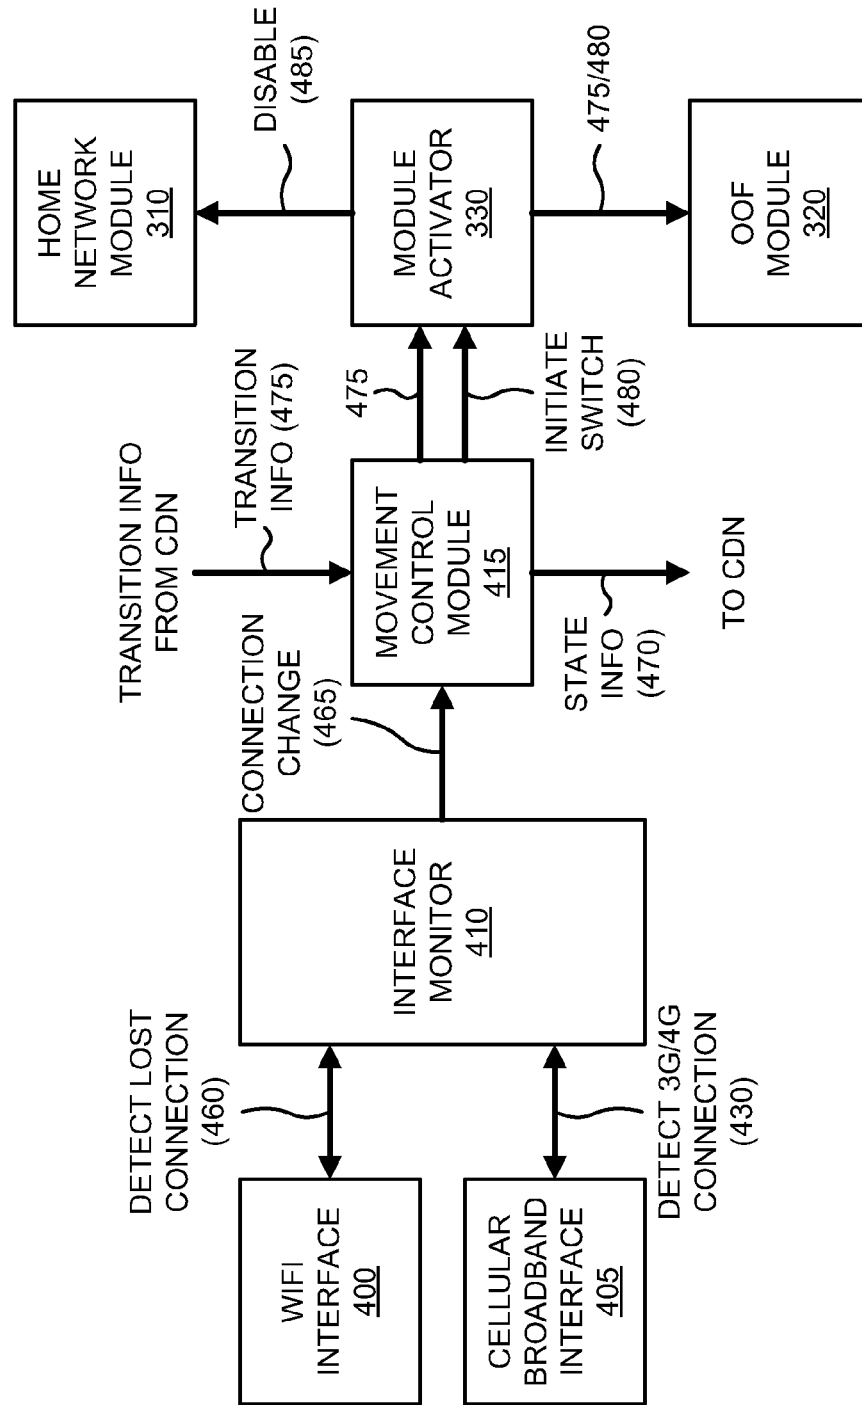 WIFI
INTERFACE
400
CELLULAR
BROADBAND
INTERFACE
405
DETECT LOST
CONNECTION
(460)
DETECT 3G/4G
CONNECTION
(430)
INTERFACE
MONITOR
410
CONNECTION
CHANGE
(465)
TRANSITION INFO
FROM CDN
TRANSITION
INFO (475)
MOVEMENT
CONTROL
MODULE
415
STATE
INFO
(470)
TO CDN
475
INITIATE
SWITCH
(480)
HOME
NETWORK
MODULE
310
DISABLE
(485)
MODULE
ACTIVATOR
330
475/480
OOF
MODULE
320